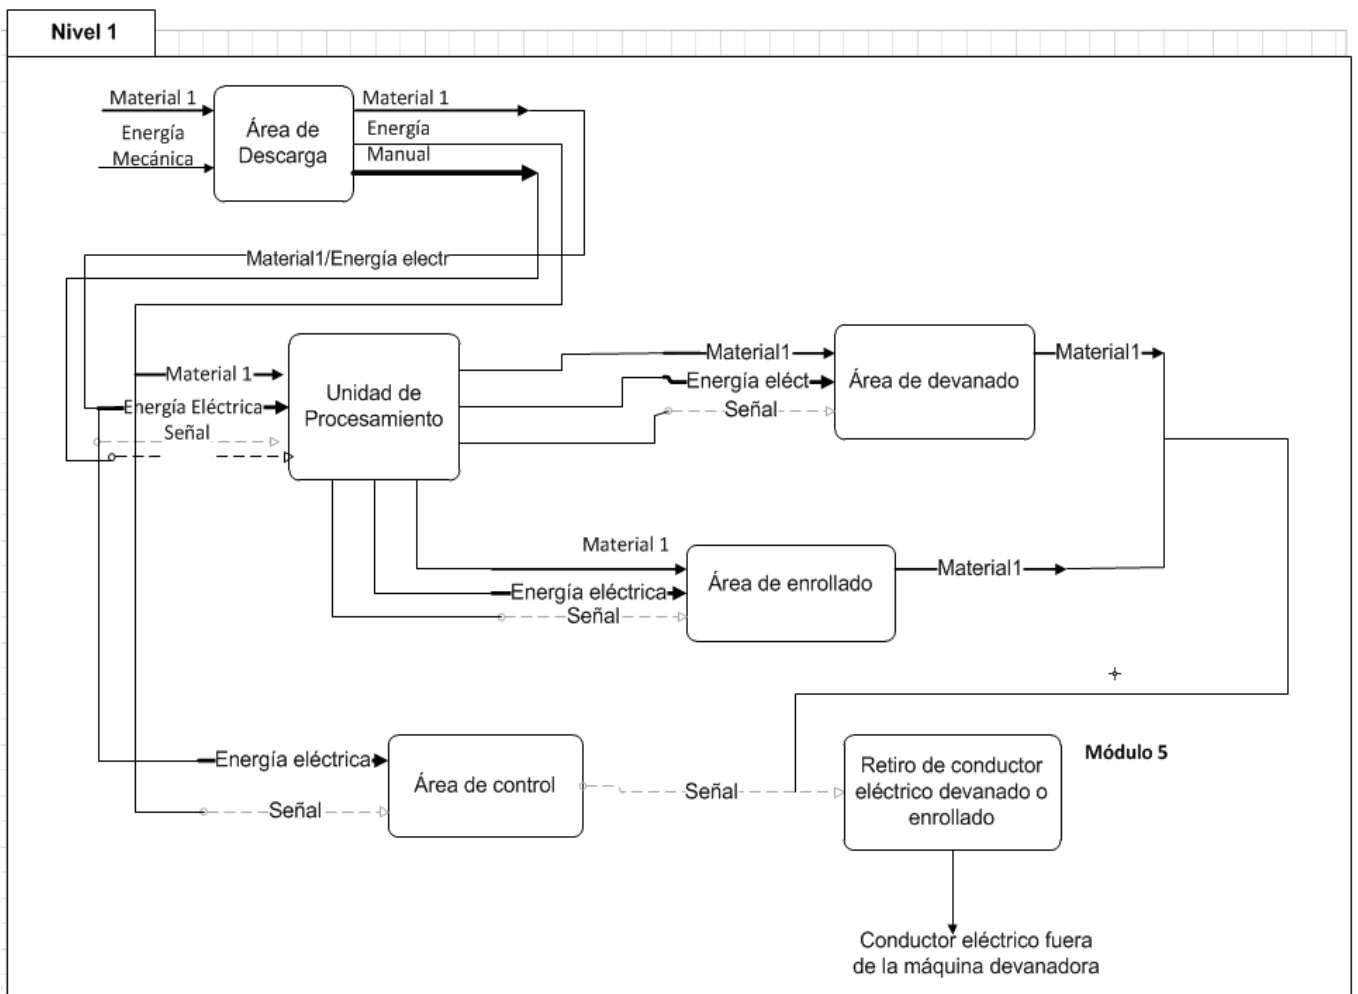 Nivel 1
Material 1
Energía
Mecánica
Área de
Descarga
Material 1
Energía
Manual
Material1/Energía electr
Material 1
Energía Eléctrica
Señal
Unidad de
Procesamiento
Material1
Energía eléct
Señal
Área de devanado
Material1
Material 1
Energía eléctrica
Señal
Área de enrollado
Material1
Energía eléctrica
Señal
Área de control
Señal
Retiro de conductor
eléctrico devanado o
enrollado
Módulo 5
Conductor eléctrico fuera
de la máquina devanadora